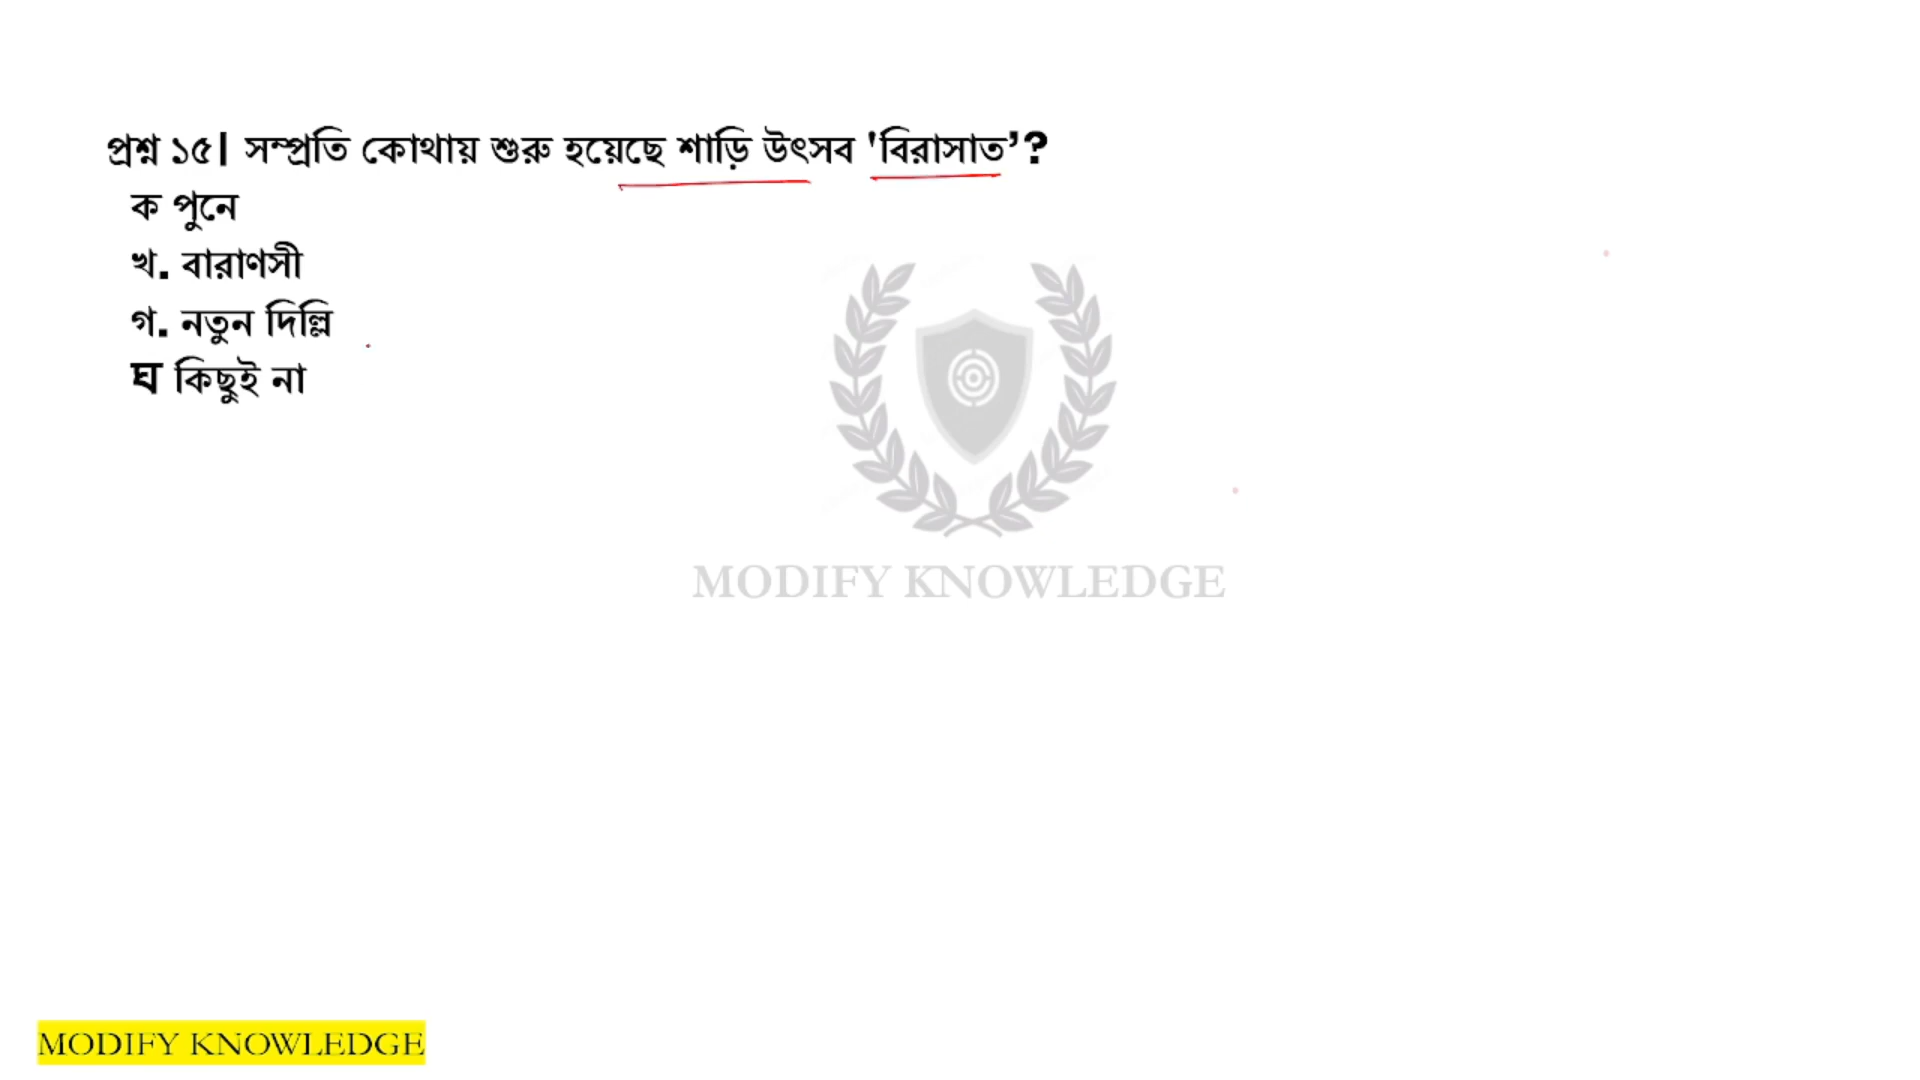 প্রশ্ন ১৫| সম্প্রতি কোথায় শুরু হয়েছে শাড়ি উৎসব 'বিরাসাত’?
ক পুনে
খ. বারাণসী
গ. নতুন দিল্লি
ঘ কিছুই না
MODIFY KNOWLEDGE
MODIFY KNOWLEDGE